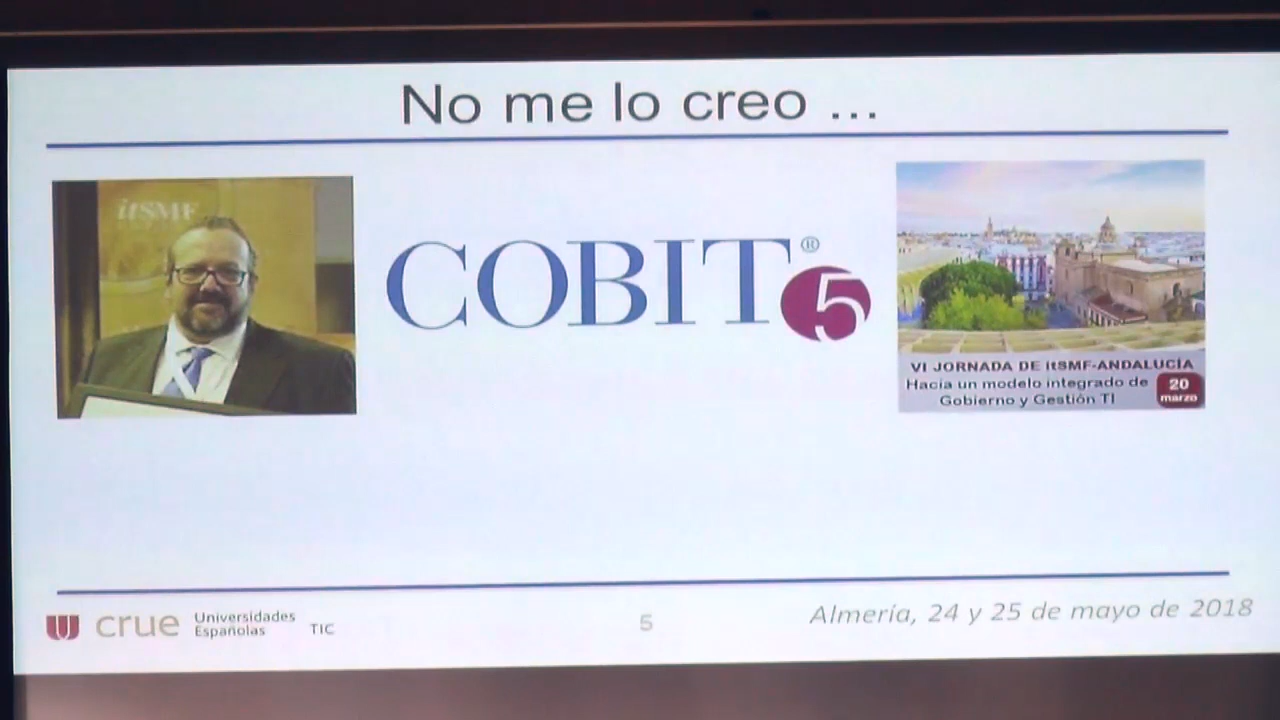 No me lo creo ...
itSMF
COBIT® 5
VI JORNADA DE itSMF-ANDALUCÍA
Hacia un modelo integrado de
Gobierno y Gestión TI
20
marzo
crue
Universidades
Españolas
TIC
5
Almería, 24 y 25 de mayo de 2018